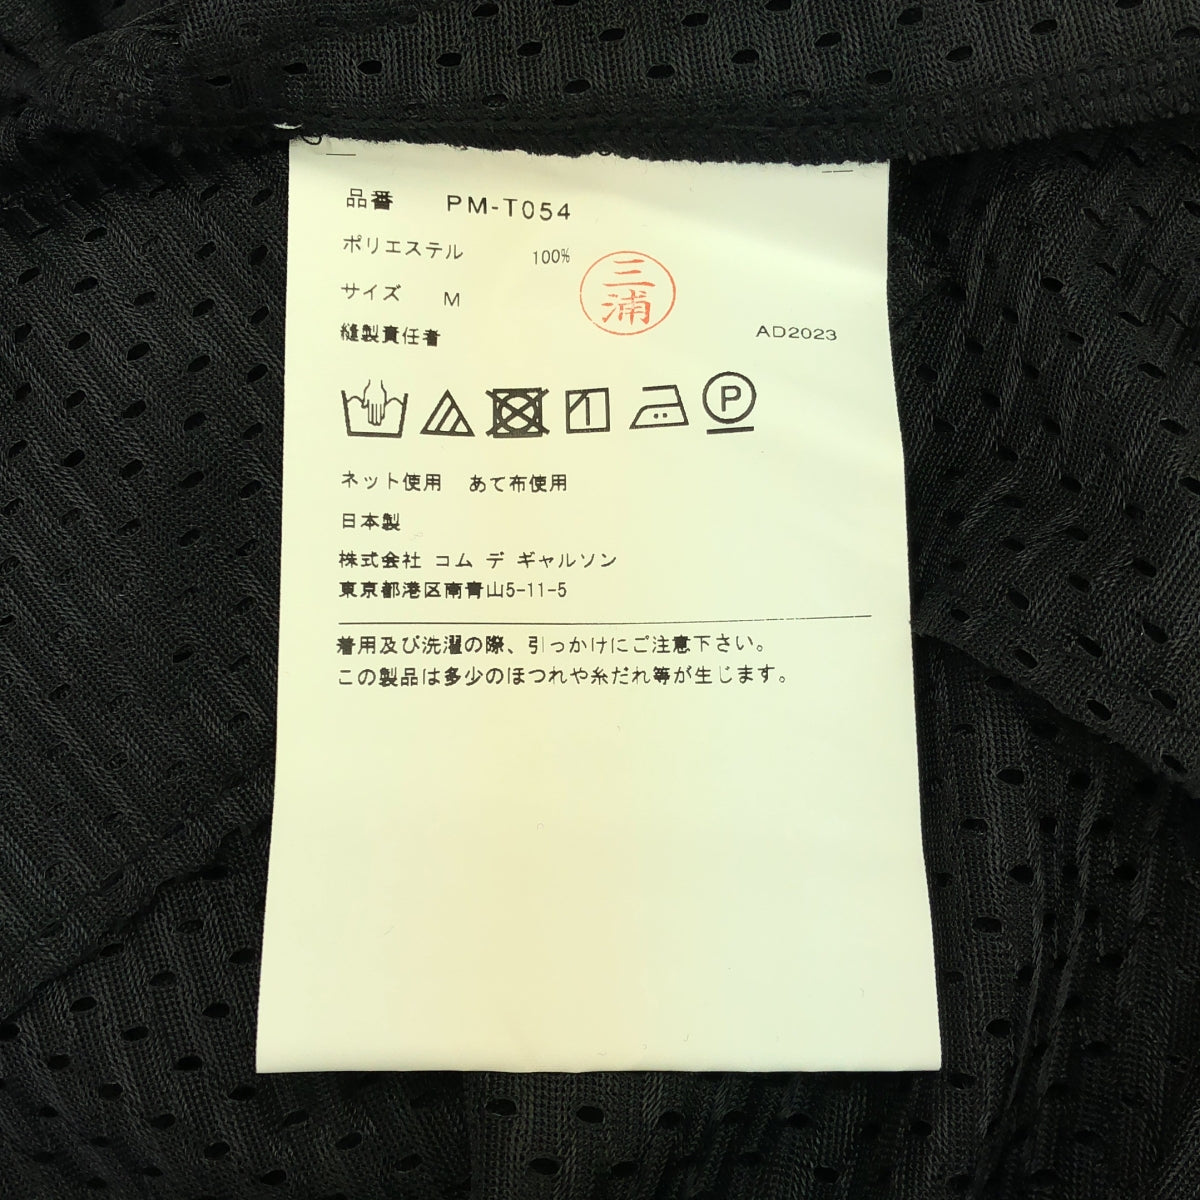 品番 PM-T054
ポリエステル 100%
サイズ M
三浦
縫製責任者 AD2023
P
ネット使用 あて布使用
日本製
株式会社 コム デ ギャルソン
東京都港区南青山5-11-5
着用及び洗濯の際、引っかけにご注意下さい。
この製品は多少のほつれや糸だれ等が生じます。